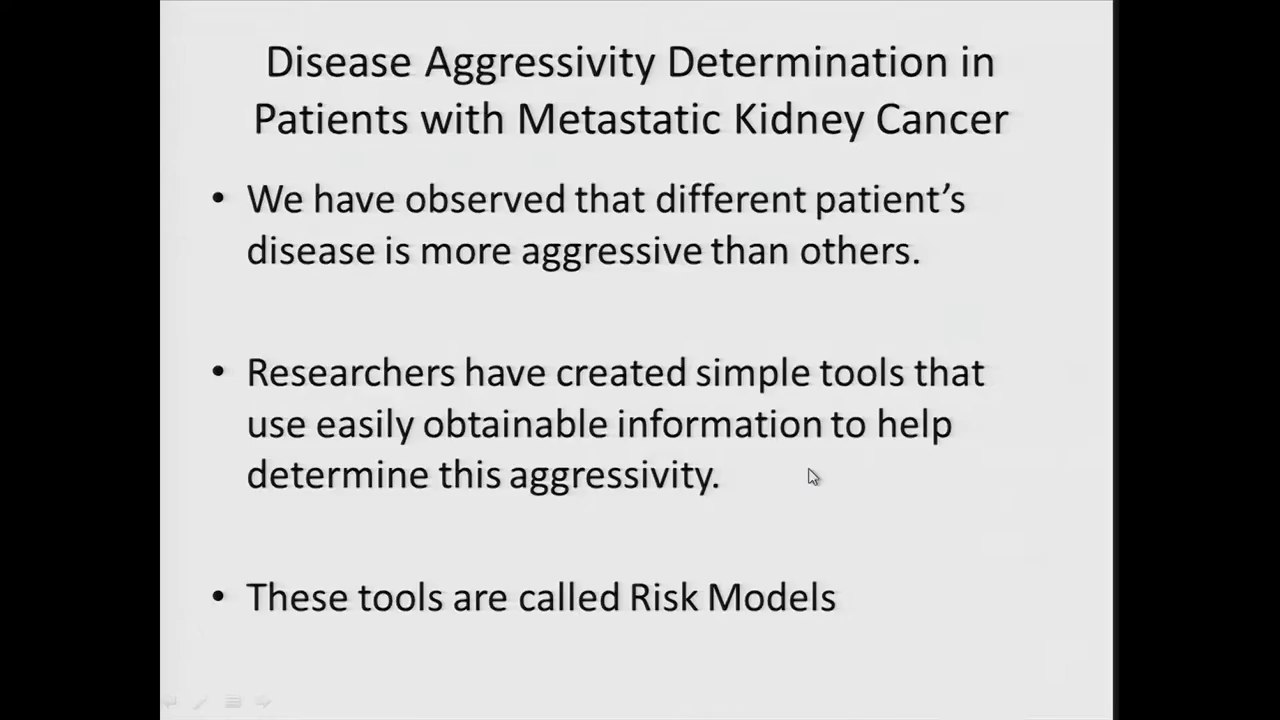 Disease Aggressivity Determination in
Patients with Metastatic Kidney Cancer
• We have observed that different patient’s
disease is more aggressive than others.
• Researchers have created simple tools that
use easily obtainable information to help
determine this aggressivity.
• These tools are called Risk Models